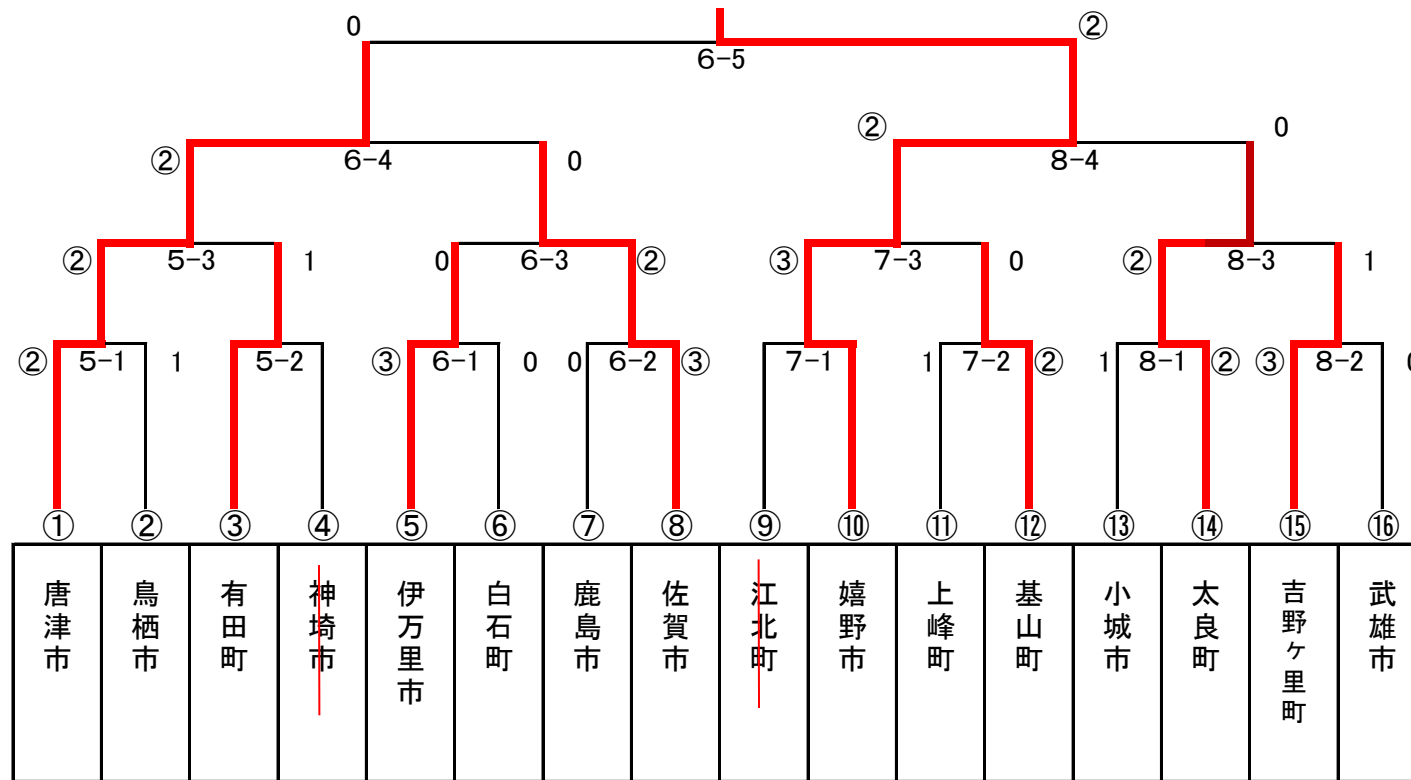 0 ②
6-5
② 0
② 6-4 0 8-4
② 5-3 1 0 6-3 ② ③ 7-3 0 ② 8-3 1
② 5-1 1 5-2 ③ 6-1 0 0 6-2 ③ 7-1 1 7-2 ② 1 8-1 ② ③ 8-2 0
① ② ③ ④ ⑤ ⑥ ⑦ ⑧ ⑨ ⑩ ⑪ ⑫ ⑬ ⑭ ⑮ ⑯
唐津市
鳥栖市
有田町
神埼市
伊万里市
白石町
鹿島市
佐賀市
江北町
嬉野市
上峰町
基山町
小城市
太良町
吉野ヶ里町
武雄市